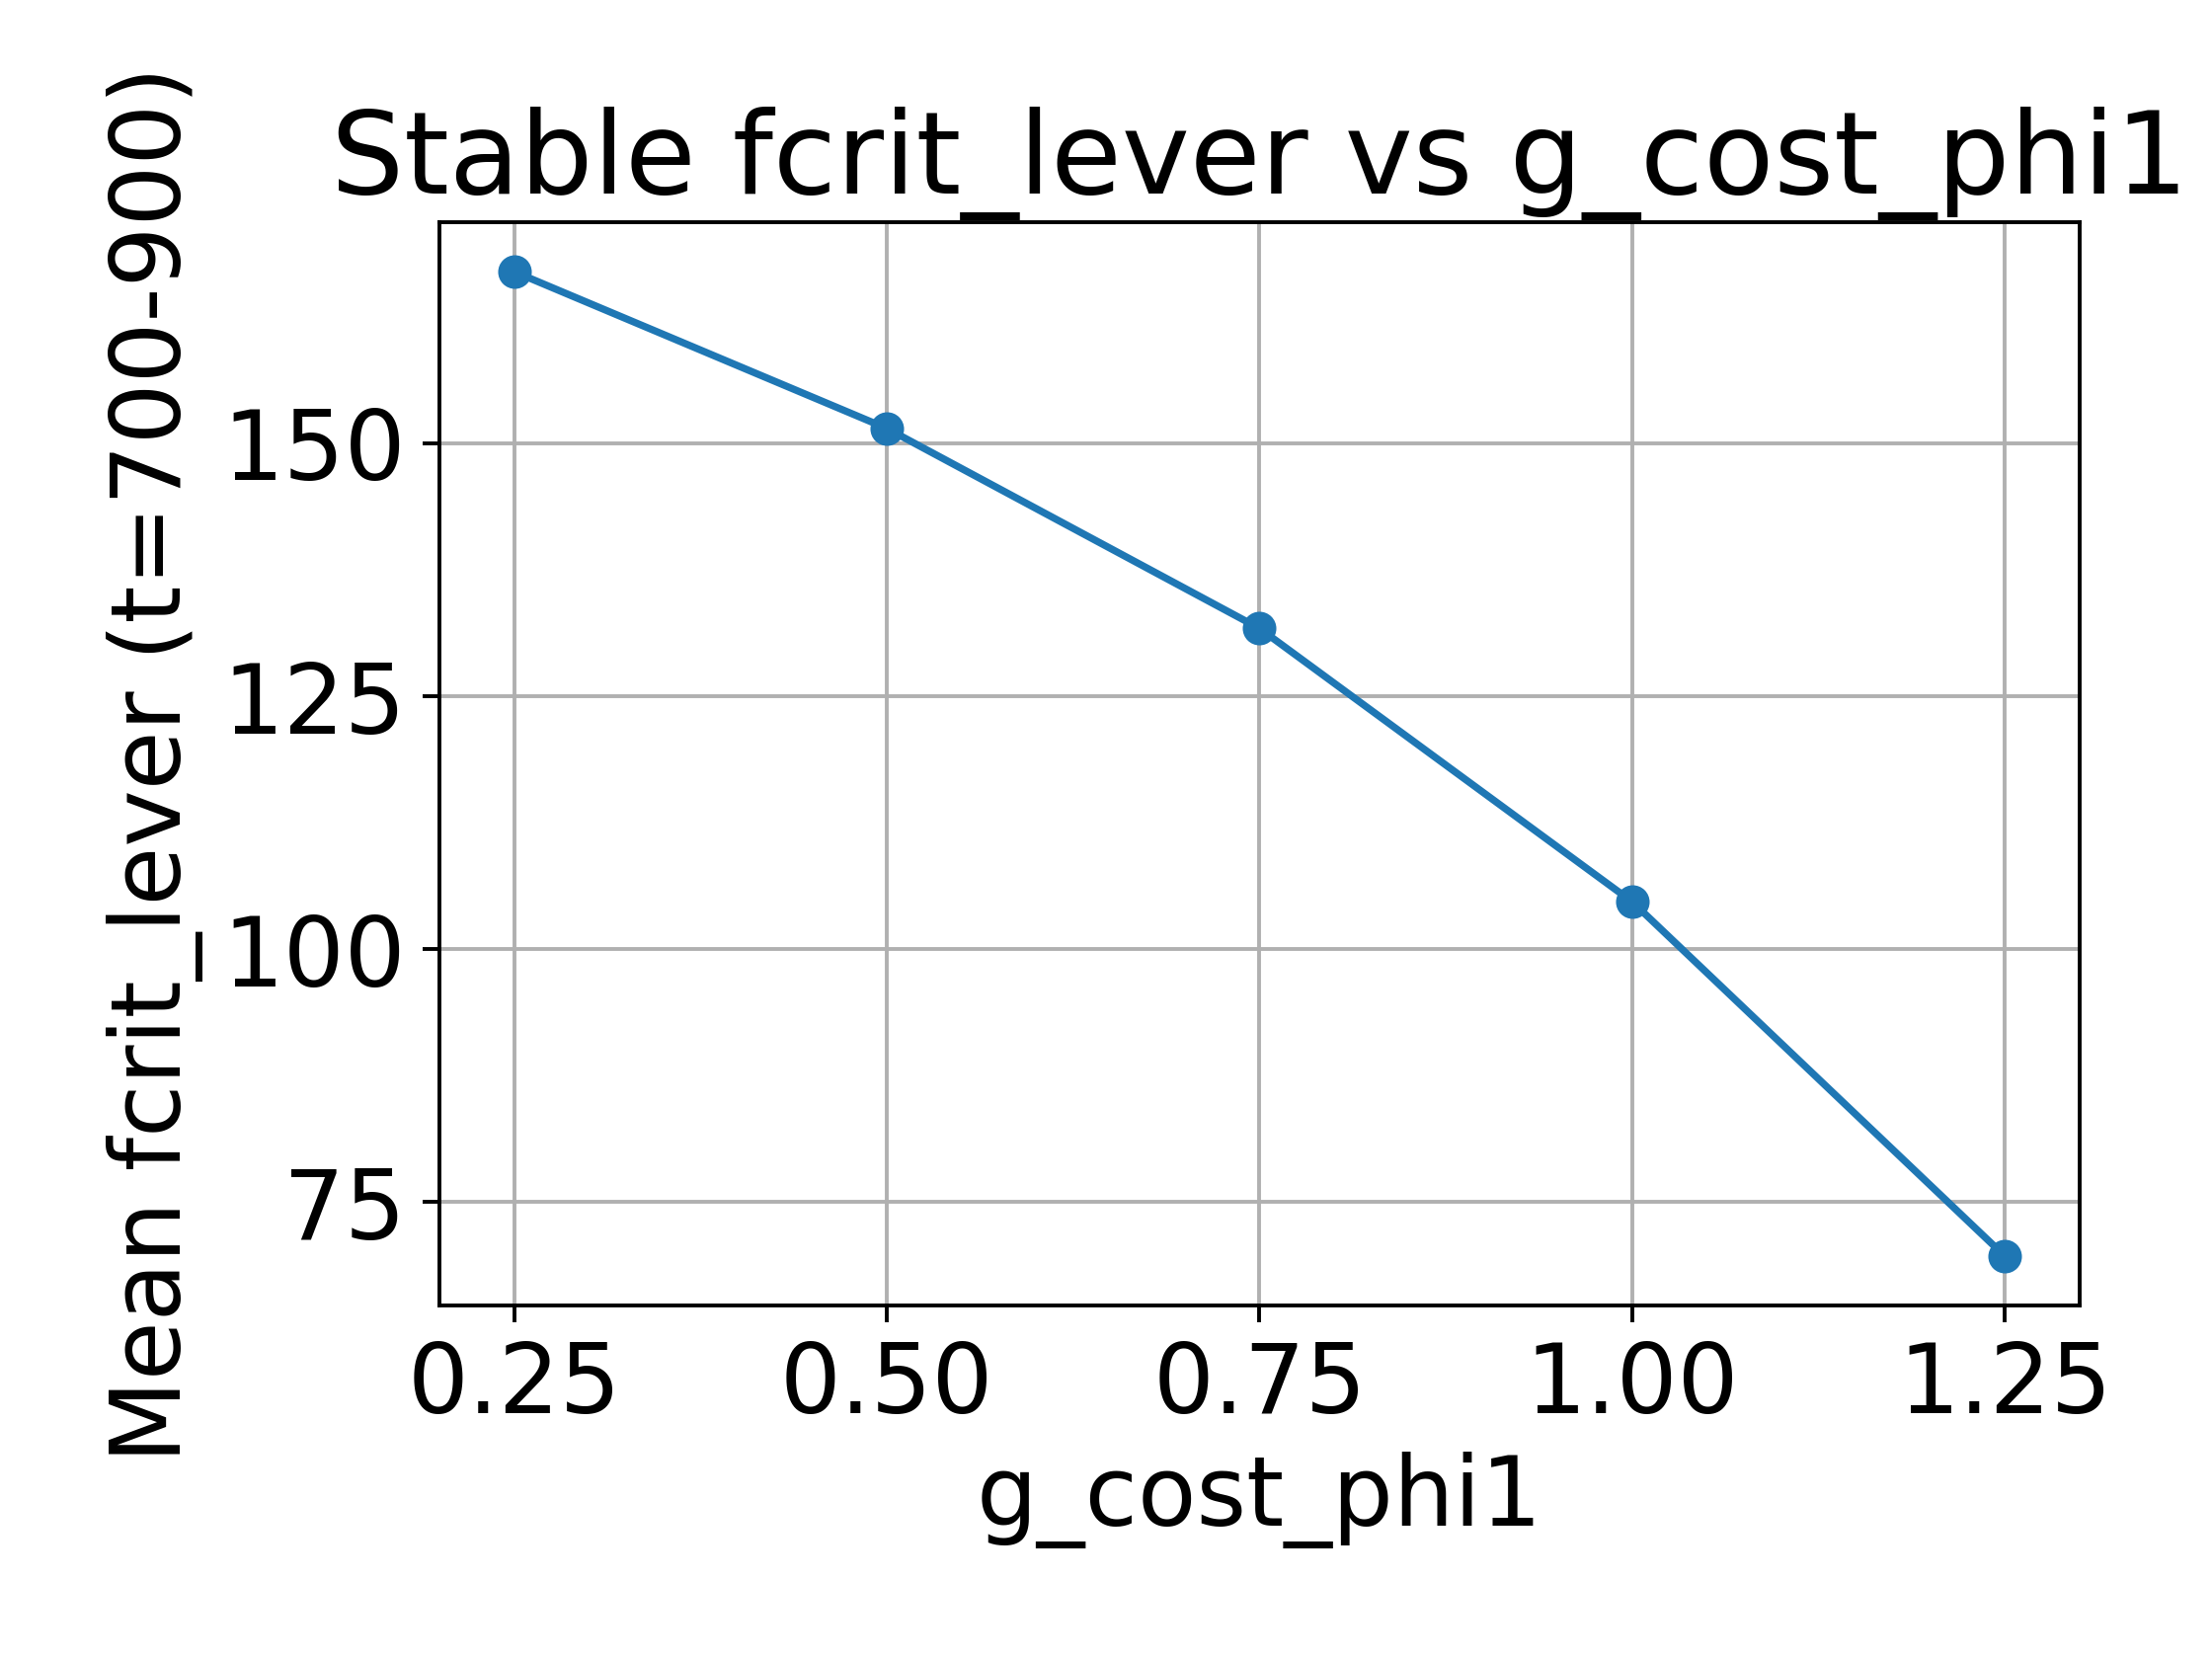 Stable fcrit_lever vs g_cost_phi1
Mean fcrit_lever (t=700-900)
150
125
100
75
0.25 0.50 0.75 1.00 1.25
g_cost_phi1